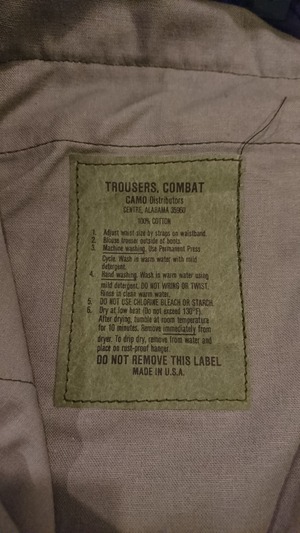 TROUSERS, COMBAT
CAMO Distributors
CENTRE, ALABAMA 35960
100% COTTON
1. Adjust waist size by straps on waistband.
2. Blouse trouser outside of boots.
3. Machine washing. Use Permanent Press
Cycle. Wash in warm water with mild
detergent.
4. Hand washing. Wash in warm water using
mild detergent. DO NOT WRING OR TWIST.
Rinse in clean warm water.
5. DO NOT USE CHLORINE BLEACH OR STARCH.
6. Dry at low heat (Do not exceed 130°F).
After drying, tumble at room temperature
for 10 minutes. Remove immediately from
dryer. To drip dry, remove from water and
place on rust-proof hanger.
DO NOT REMOVE THIS LABEL
MADE IN U.S.A.